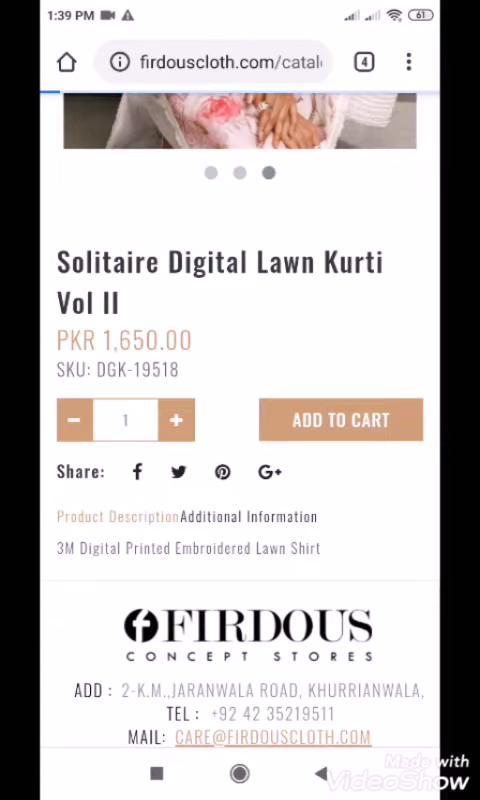 1:39 PM
61
firdouscloth.com/catal
4
Solitaire Digital Lawn Kurti
Vol II
PKR 1,650.00
SKU: DGK-19518
− 1 + ADD TO CART
Share: G+
Product Description Additional Information
3M Digital Printed Embroidered Lawn Shirt
FIRDOUS
CONCEPT STORES
ADD : 2-K.M.,JARANWALA ROAD, KHURRIANWALA,
TEL : +92 42 35219511
MAIL: CARE@FIRDOUSCLOTH.COM
Made with
VideoShow